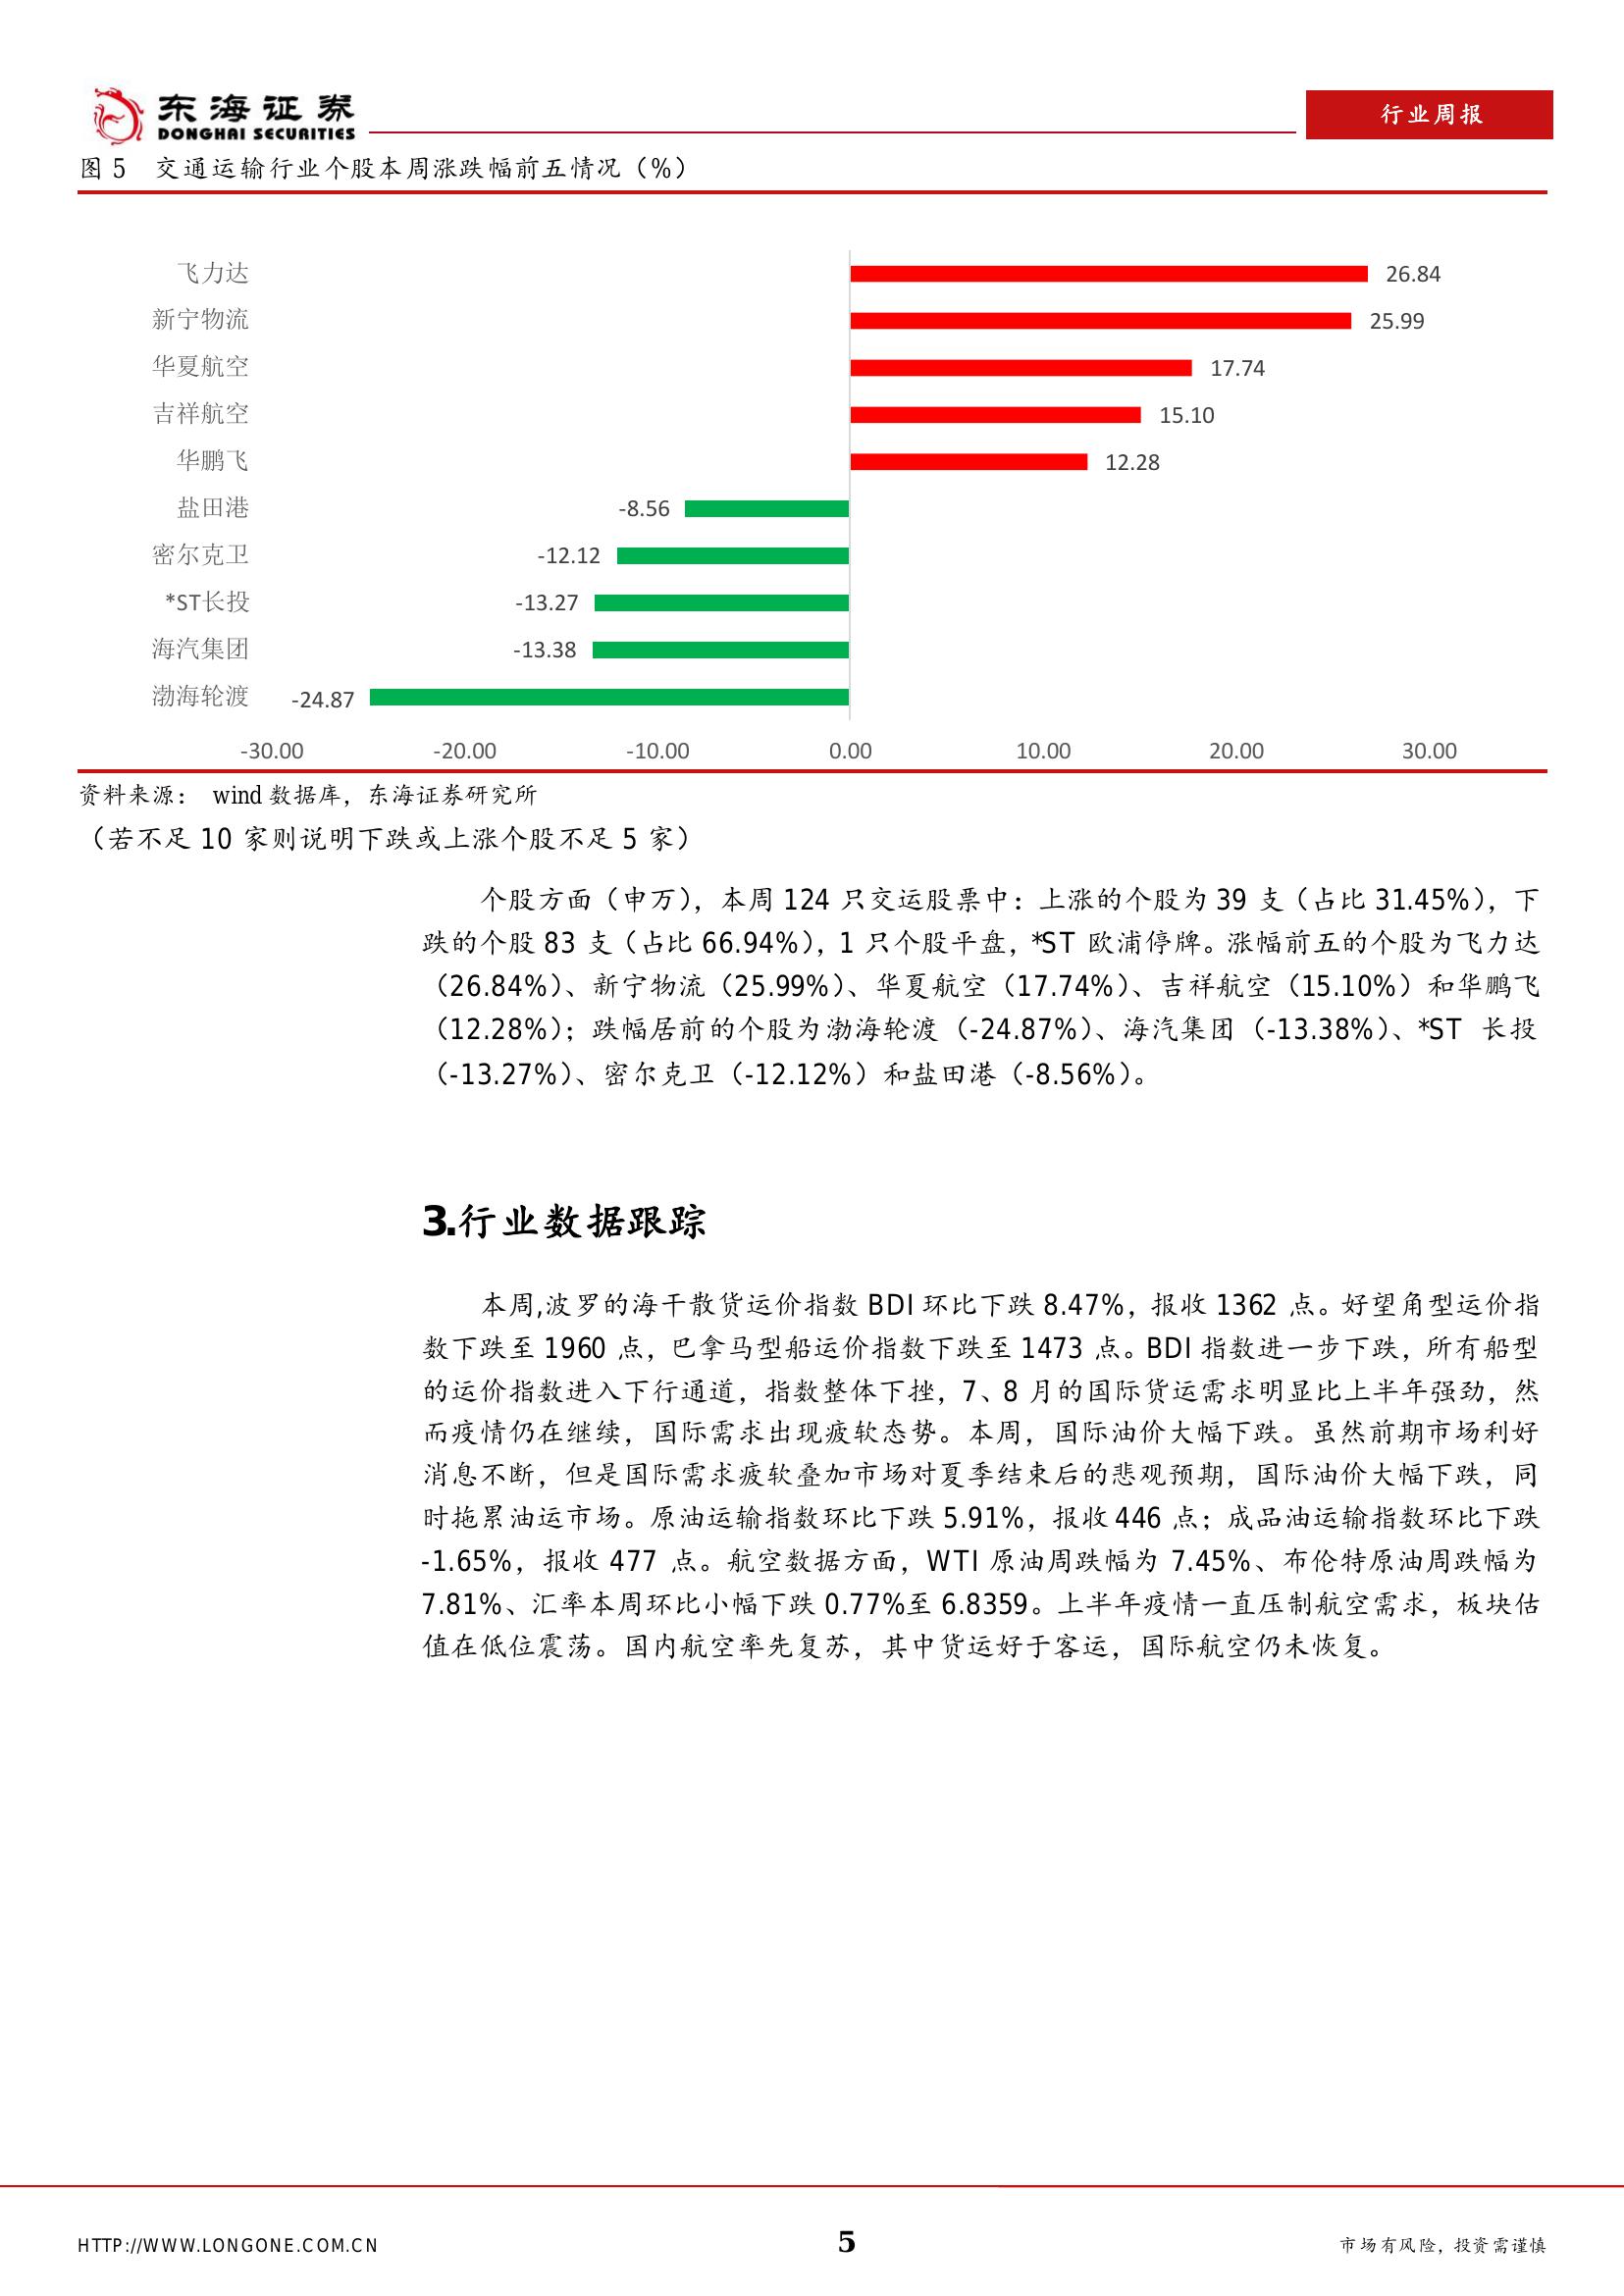 东海证券
DONGHAI SECURITIES
行业周报
图 5 交通运输行业个股本周涨跌幅前五情况（%）
飞力达 26.84
新宁物流 25.99
华夏航空 17.74
吉祥航空 15.10
华鹏飞 12.28
盐田港 -8.56
密尔克卫 -12.12
*ST长投 -13.27
海汽集团 -13.38
渤海轮渡 -24.87
-30.00 -20.00 -10.00 0.00 10.00 20.00 30.00
资料来源： wind 数据库，东海证券研究所
（若不足 10 家则说明下跌或上涨个股不足 5 家）
个股方面（申万），本周 124 只交运股票中：上涨的个股为 39 支（占比 31.45%），下
跌的个股 83 支（占比 66.94%），1 只个股平盘，*ST 欧浦停牌。涨幅前五的个股为飞力达
（26.84%）、新宁物流（25.99%）、华夏航空（17.74%）、吉祥航空（15.10%）和华鹏飞
（12.28%）；跌幅居前的个股为渤海轮渡（-24.87%）、海汽集团（-13.38%）、*ST 长投
（-13.27%）、密尔克卫（-12.12%）和盐田港（-8.56%）。
3.行业数据跟踪
本周,波罗的海干散货运价指数 BDI 环比下跌 8.47%，报收 1362 点。好望角型运价指
数下跌至 1960 点，巴拿马型船运价指数下跌至 1473 点。BDI 指数进一步下跌，所有船型
的运价指数进入下行通道，指数整体下挫，7、8 月的国际货运需求明显比上半年强劲，然
而疫情仍在继续，国际需求出现疲软态势。本周，国际油价大幅下跌。虽然前期市场利好
消息不断，但是国际需求疲软叠加市场对夏季结束后的悲观预期，国际油价大幅下跌，同
时拖累油运市场。原油运输指数环比下跌 5.91%，报收 446 点；成品油运输指数环比下跌
-1.65%，报收 477 点。航空数据方面，WTI 原油周跌幅为 7.45%、布伦特原油周跌幅为
7.81%、汇率本周环比小幅下跌 0.77%至 6.8359。上半年疫情一直压制航空需求，板块估
值在低位震荡。国内航空率先复苏，其中货运好于客运，国际航空仍未恢复。
HTTP://WWW.LONGONE.COM.CN 5 市场有风险，投资需谨慎